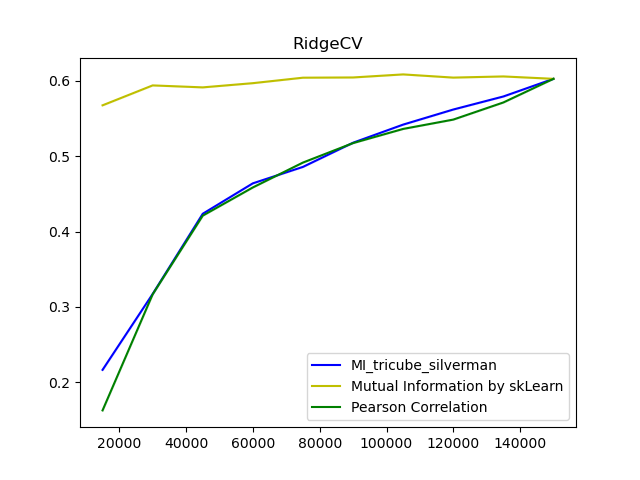 RidgeCV
0.6
0.5
0.4
0.3
0.2
MI_tricube_silverman
Mutual Information by skLearn
Pearson Correlation
20000 40000 60000 80000 100000 120000 140000